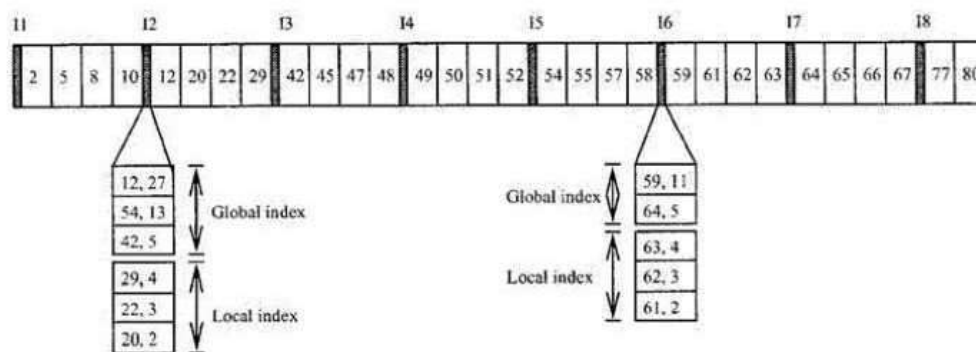 I1 I2 I3 I4 I5 I6 I7 I8
2 5 8 10 12 20 22 29 42 45 47 48 49 50 51 52 54 55 57 58 59 61 62 63 64 65 66 67 77 80
12, 27
54, 13
42, 5
Global index
29, 4
22, 3
20, 2
Local index
59, 11
64, 5
Global index
63, 4
62, 3
61, 2
Local index